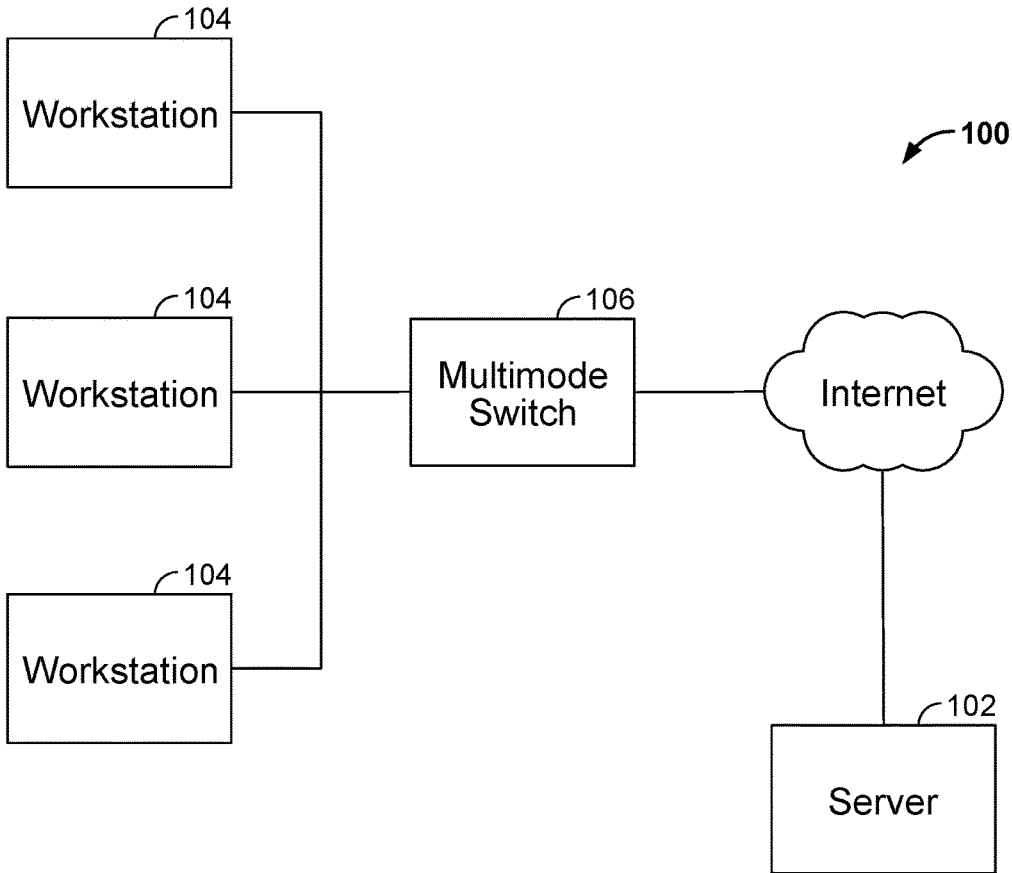 104
Workstation
100
104
Workstation
106
Multimode
Switch
Internet
104
Workstation
102
Server